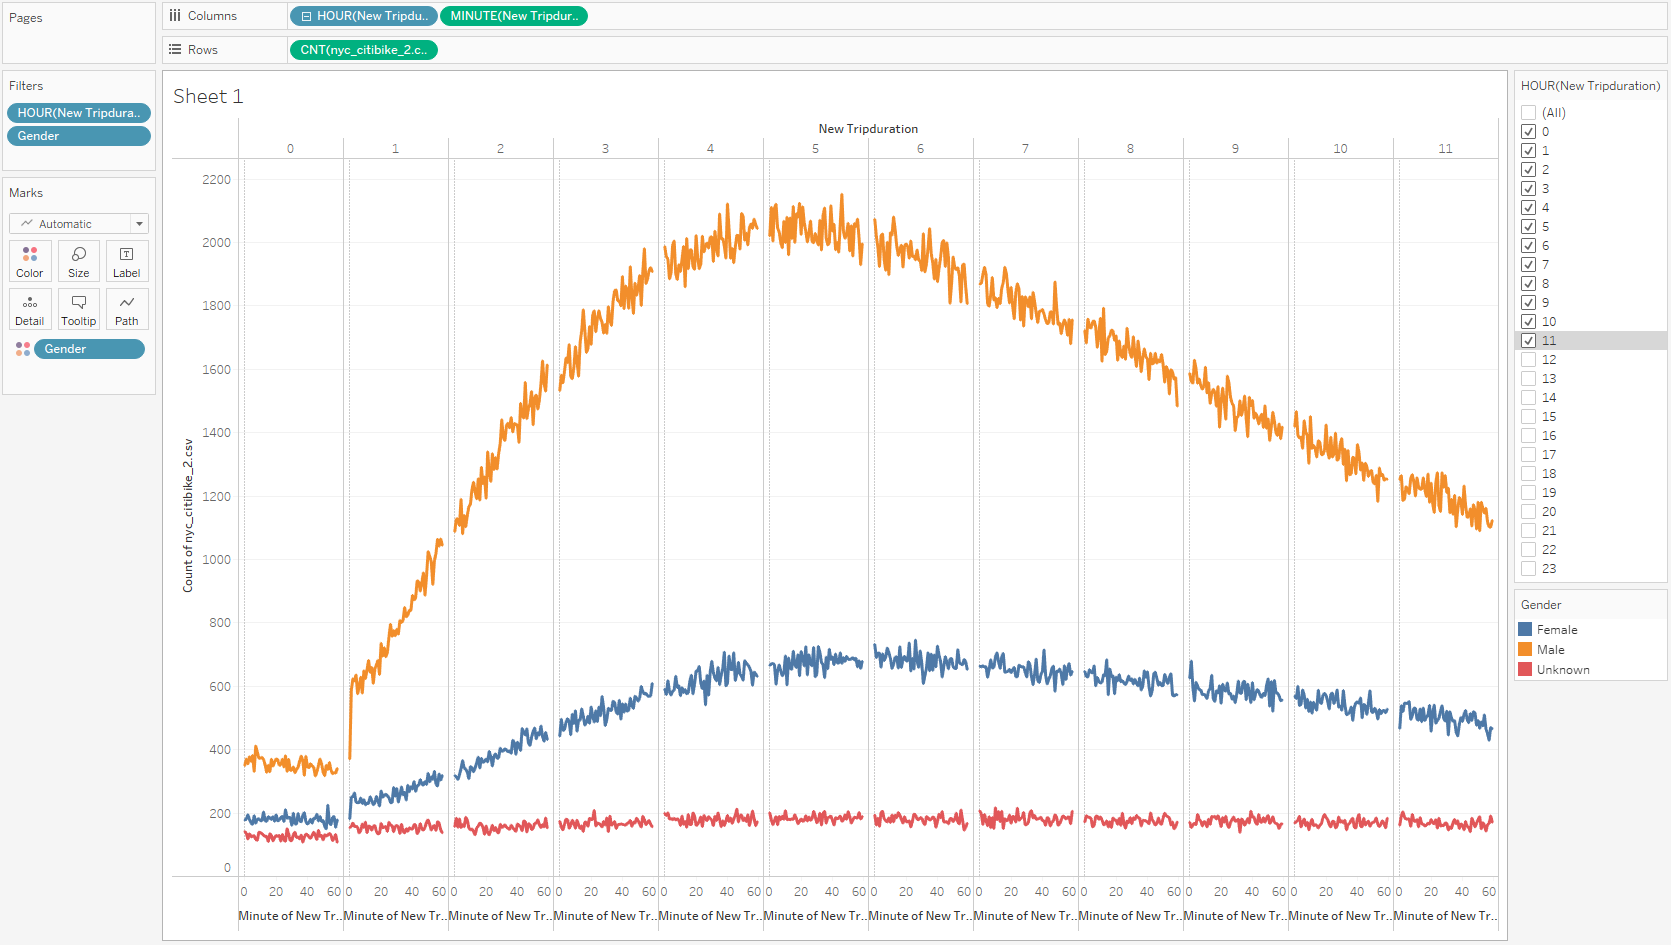 Pages
Columns
HOUR(New Tripdu..
MINUTE(New Tripdur..
Rows
CNT(nyc_citibike_2.c..
Filters
HOUR(New Tripdura..
Gender
Marks
Automatic
Color Size Label
Detail Tooltip Path
Gender
Sheet 1
New Tripduration
0 1 2 3 4 5 6 7 8 9 10 11
Count of nyc_citibike_2.csv
2200
2000
1800
1600
1400
1200
1000
800
600
400
200
0
0 20 40 60 0 20 40 60 0 20 40 60 0 20 40 60 0 20 40 60 0 20 40 60 0 20 40 60 0 20 40 60 0 20 40 60 0 20 40 60 0 20 40 60 0 20 40 60
Minute of New Tr.. Minute of New Tr.. Minute of New Tr.. Minute of New Tr.. Minute of New Tr.. Minute of New Tr.. Minute of New Tr.. Minute of New Tr.. Minute of New Tr.. Minute of New Tr.. Minute of New Tr.. Minute of New Tr..
HOUR(New Tripduration)
(All)
0
1
2
3
4
5
6
7
8
9
10
11
12
13
14
15
16
17
18
19
20
21
22
23
Gender
Female
Male
Unknown